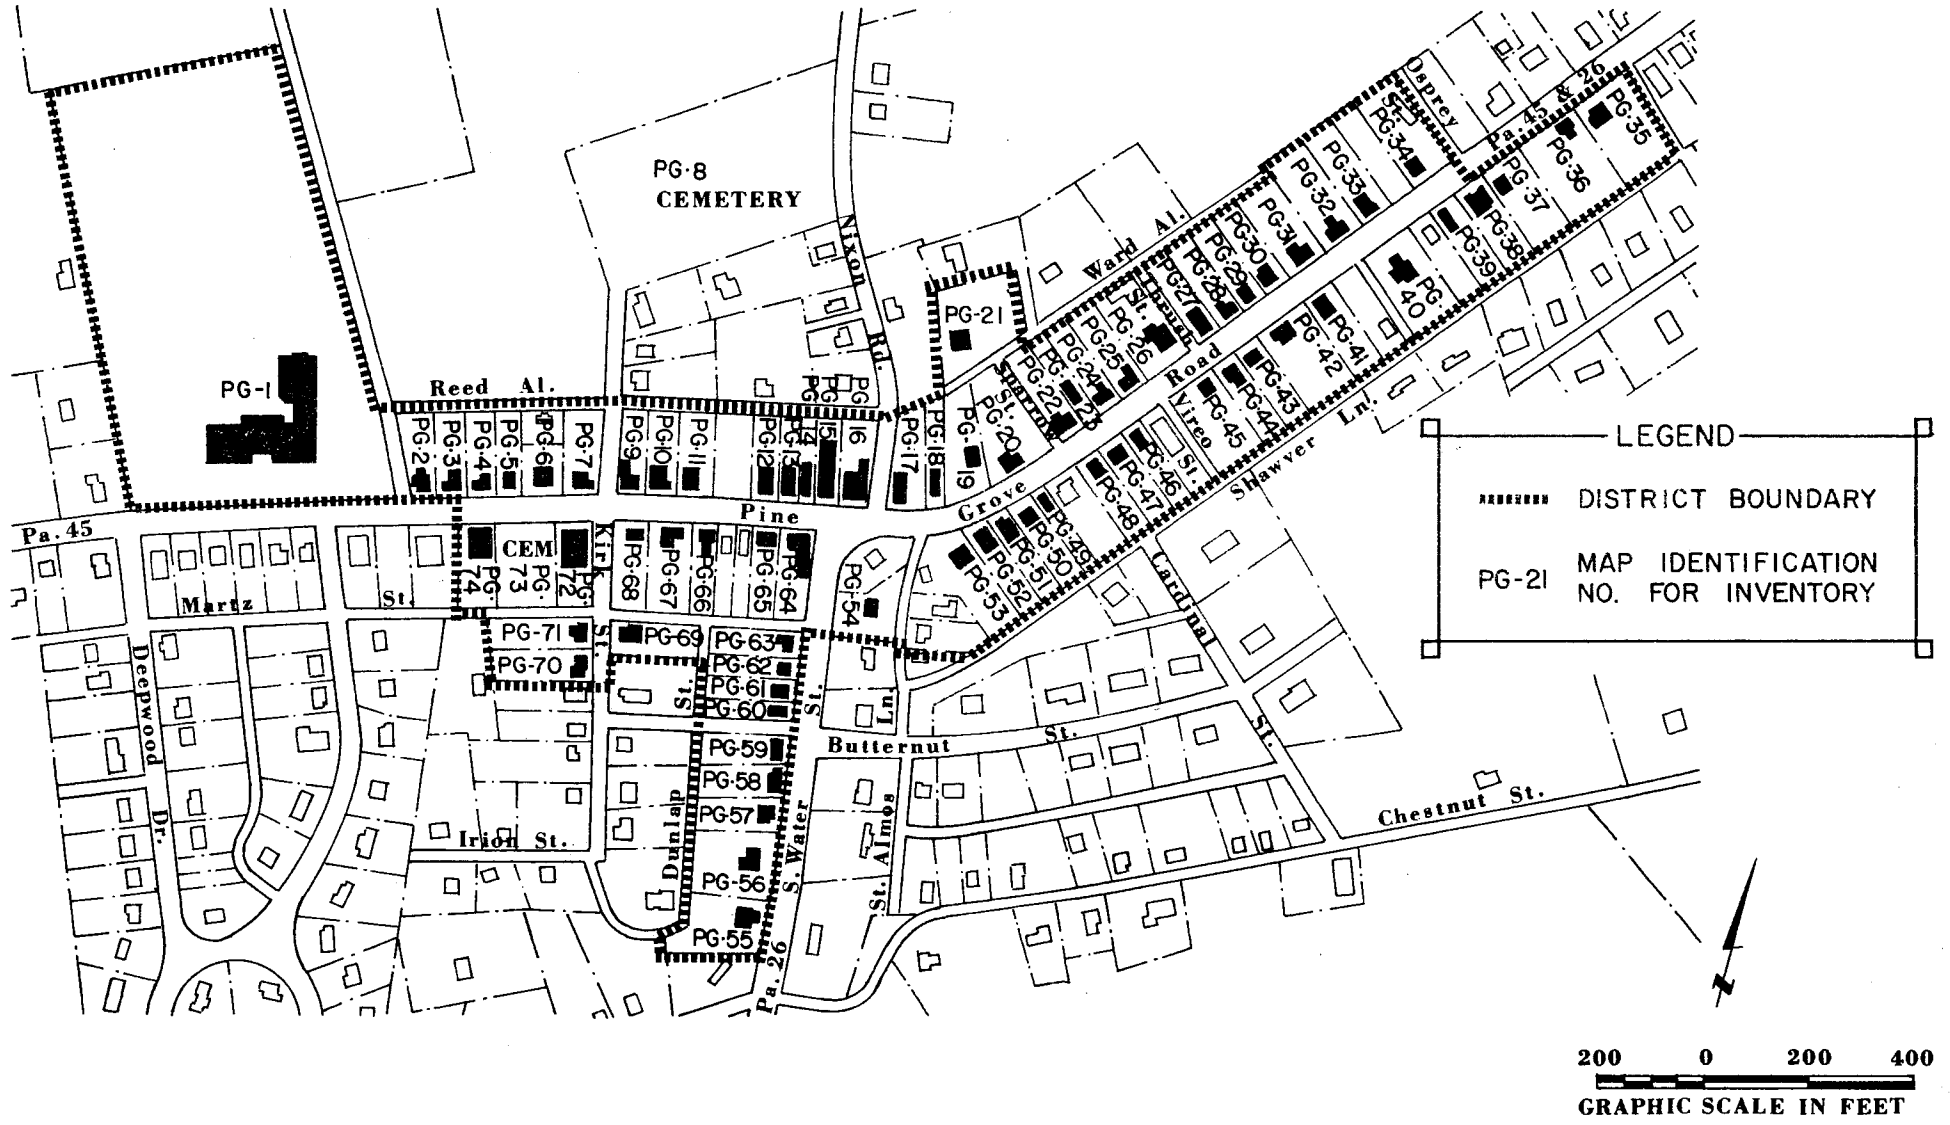 PG-8
CEMETERY
Nixon
Rd.
Osprey
St.
Pa. 45 & 26
PG-35
PG-36
PG-37
PG-38
PG-39
PG-40
PG-34
PG-33
PG-32
PG-31
PG-30
PG-29
PG-28
PG-27
Ward Al.
Thrush
St.
PG-26
PG-25
PG-24
PG-23
PG-22
Sparrow
St.
PG-21
PG-20
PG-19
PG-18
PG-17
PG-1
Reed Al.
PG-2
PG-3
PG-4
PG-5
PG-6
PG-7
PG-9
PG-10
PG-11
PG-12
PG-13
PG 14
PG 15
PG 16
Pa. 45
Pine
Grove
Road
PG-41
PG-42
PG-43
PG-44
PG-45
Vireo
St.
PG-46
PG-47
PG-48
PG-49
PG-50
PG-51
PG-52
PG-53
Shawver Ln.
PG-54
CEM
PG-74
PG-73
PG-72
Kirk
St.
PG-68
PG-67
PG-66
PG-65
PG-64
Martz St.
PG-71
PG-70
PG-69
PG-63
PG-62
PG-61
PG-60
PG-59
PG-58
PG-57
PG-56
PG-55
St.
Dunlap
St.
S. Water
Pa. 26
Deepwood
Dr.
Irion St.
Ln.
Butternut St.
Cardinal
St.
St. Almos
Chestnut St.
LEGEND
DISTRICT BOUNDARY
PG-21
MAP IDENTIFICATION
NO. FOR INVENTORY
N
200 0 200 400
GRAPHIC SCALE IN FEET